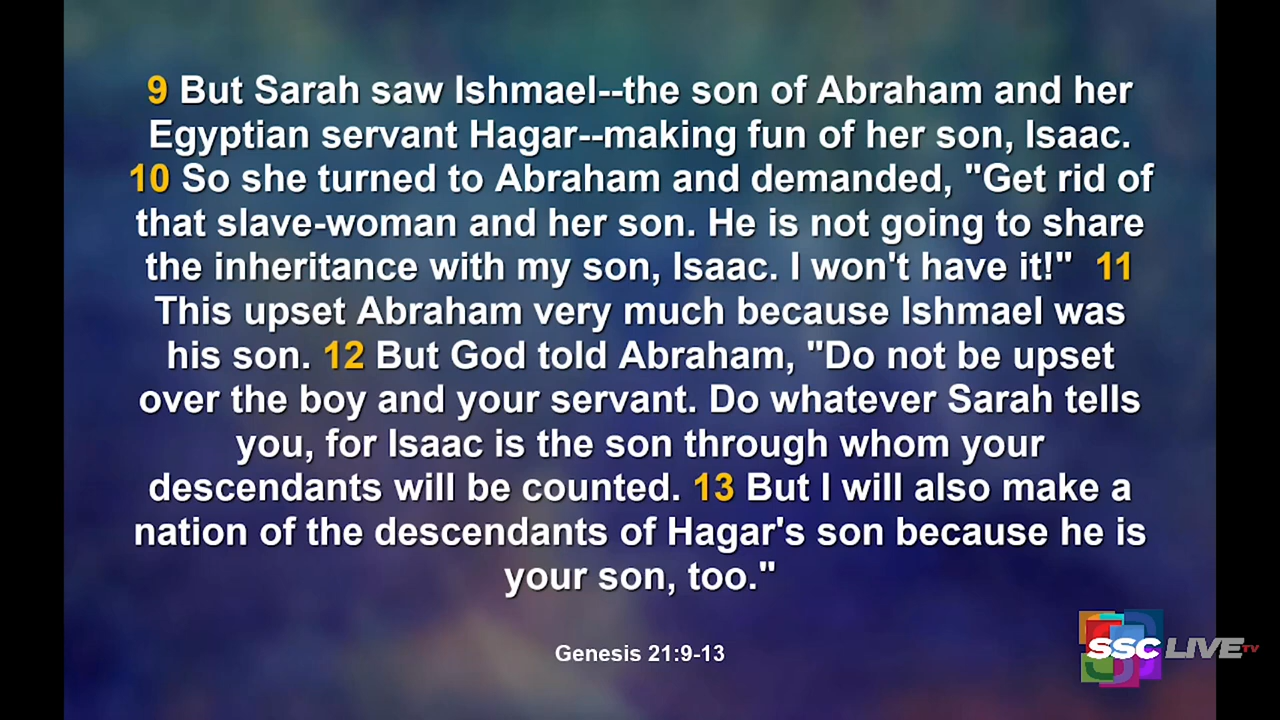 9 But Sarah saw Ishmael--the son of Abraham and her
Egyptian servant Hagar--making fun of her son, Isaac.
10 So she turned to Abraham and demanded, "Get rid of
that slave-woman and her son. He is not going to share
the inheritance with my son, Isaac. I won't have it!" 11
This upset Abraham very much because Ishmael was
his son. 12 But God told Abraham, "Do not be upset
over the boy and your servant. Do whatever Sarah tells
you, for Isaac is the son through whom your
descendants will be counted. 13 But I will also make a
nation of the descendants of Hagar's son because he is
your son, too."
Genesis 21:9-13
SSC LIVE TV